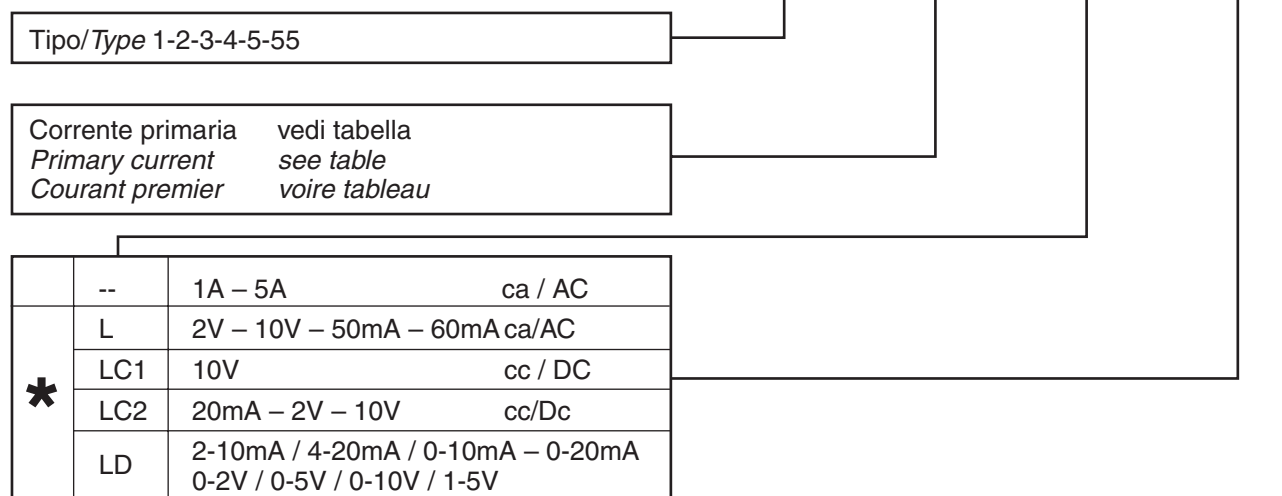 Tipo/Type 1-2-3-4-5-55
Corrente primaria vedi tabella
Primary current see table
Courant premier voire tableau
-- 1A – 5A ca / AC
L 2V – 10V – 50mA – 60mA ca/AC
LC1 10V cc / DC
* LC2 20mA – 2V – 10V cc/Dc
LD 2-10mA / 4-20mA / 0-10mA – 0-20mA
0-2V / 0-5V / 0-10V / 1-5V